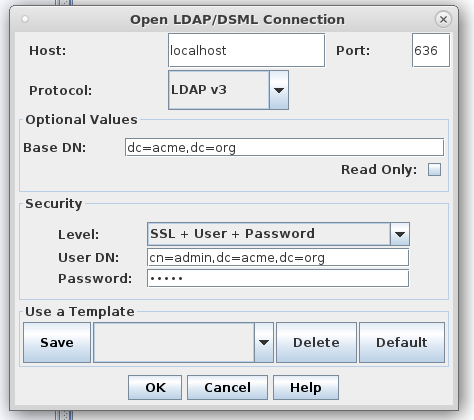 Open LDAP/DSML Connection
Host: localhost Port: 636
Protocol: LDAP v3
Optional Values
Base DN: dc=acme,dc=org
Read Only:
Security
Level: SSL + User + Password
User DN: cn=admin,dc=acme,dc=org
Password: •••••
Use a Template
Save Delete Default
OK Cancel Help